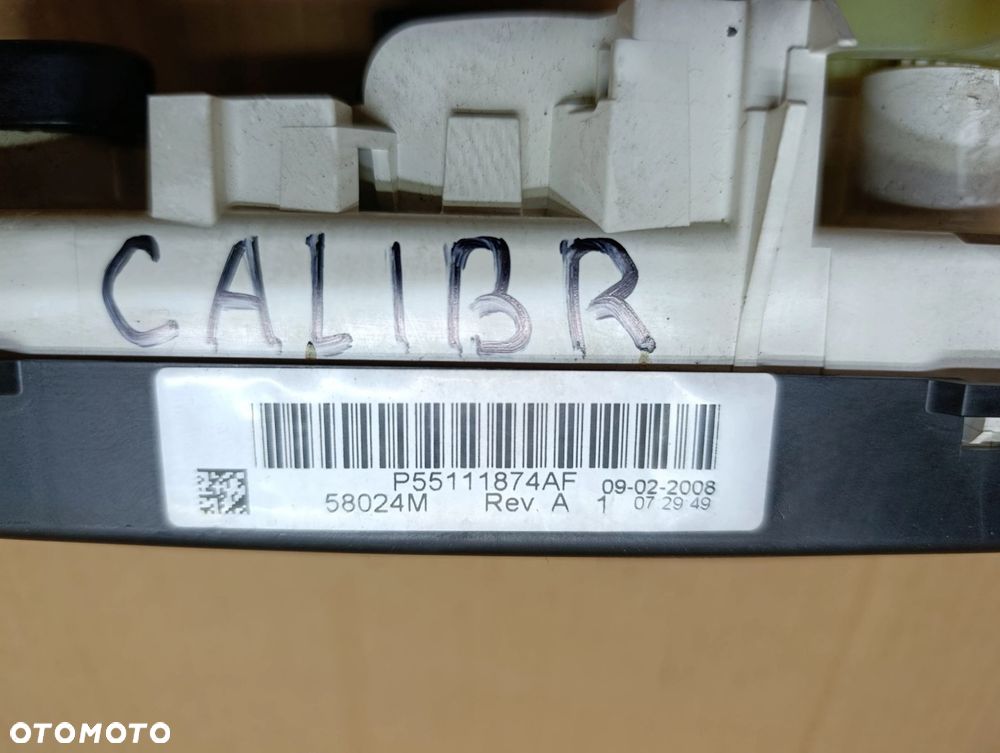 CALIBR
P55111874AF 09-02-2008
58024M Rev. A 1 07 29 49
OTOMOTO